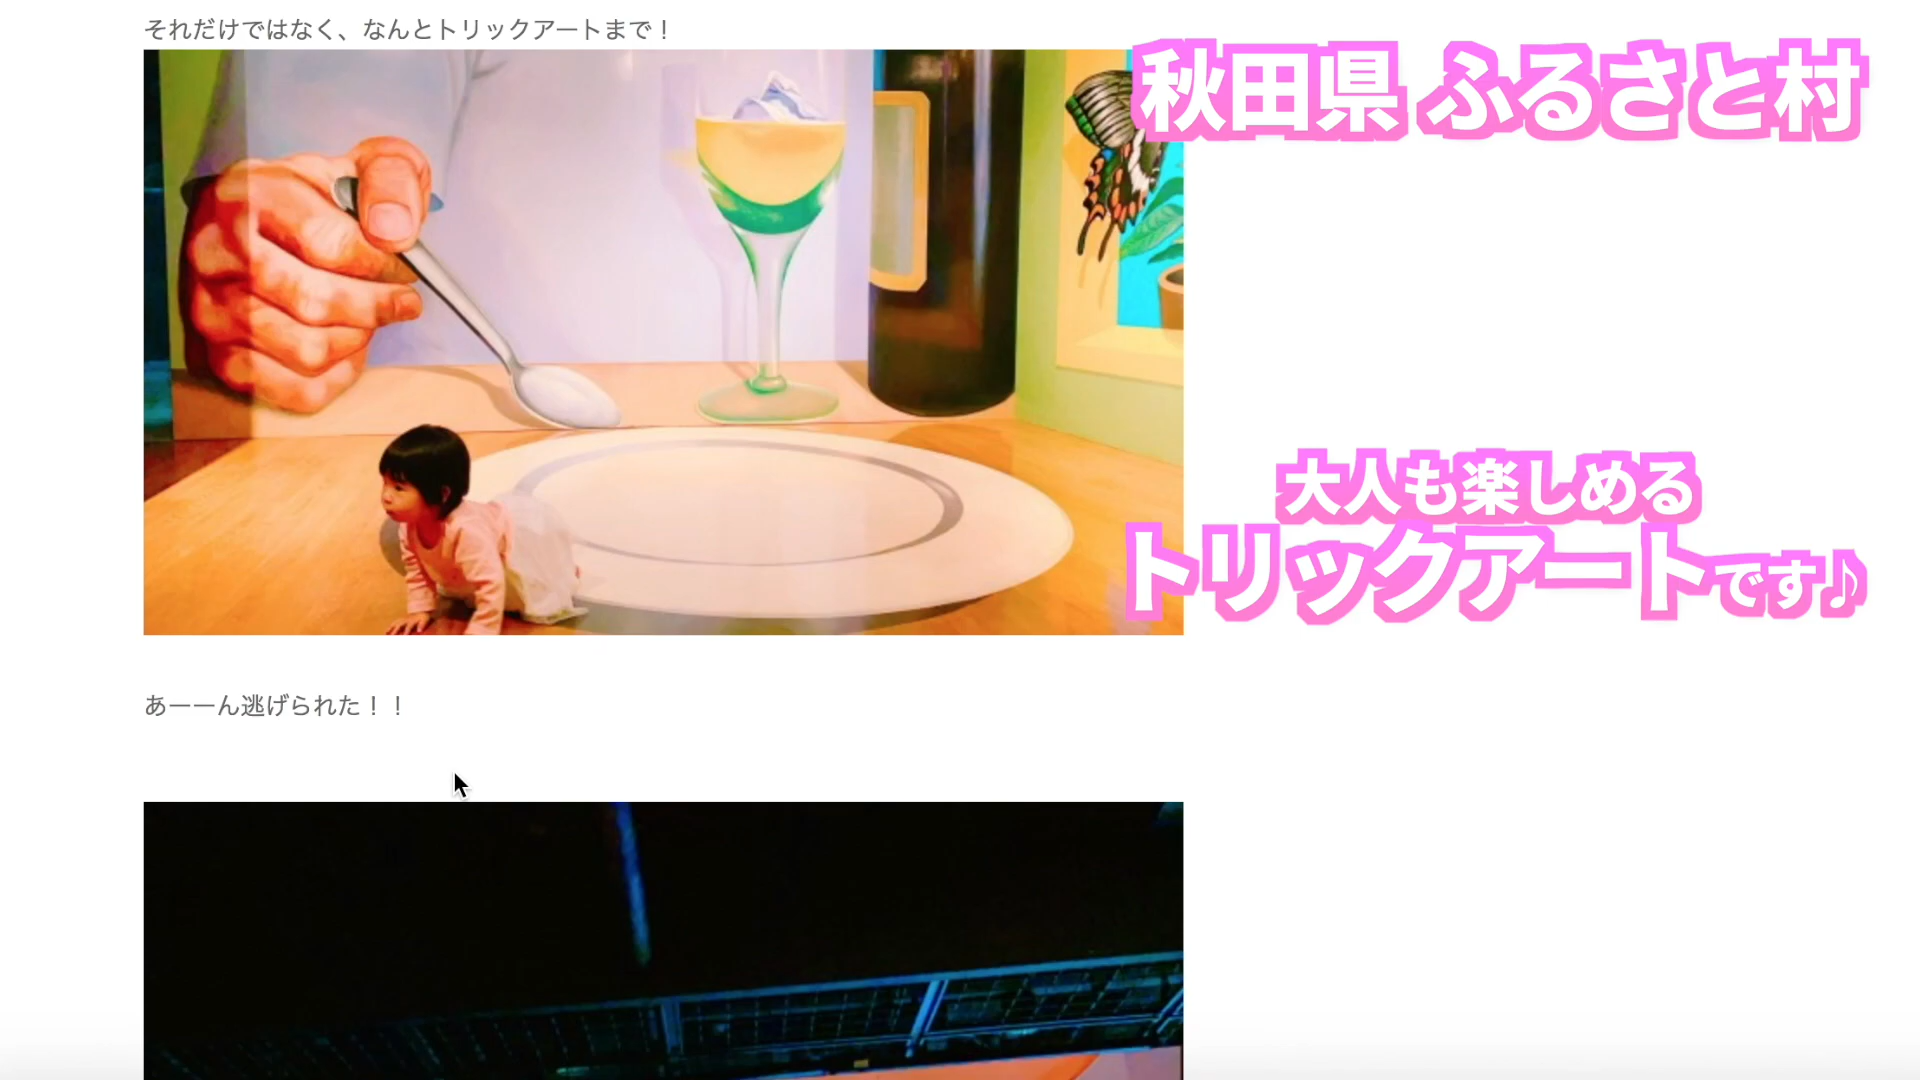 それだけではなく、なんとトリックアートまで！
秋田県 ふるさと村
大人も楽しめる
トリックアートです♪
あーーん逃げられた！！